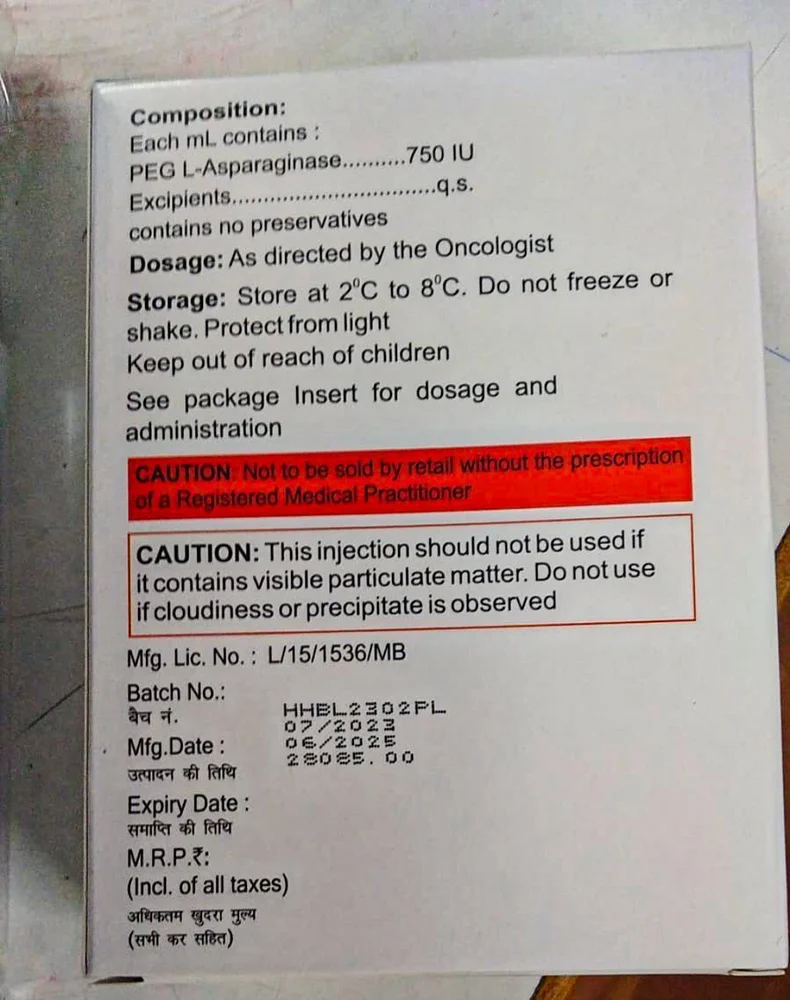 Composition:
Each mL contains :
PEG L-Asparaginase..........750 IU
Excipients................................q.s.
contains no preservatives
Dosage: As directed by the Oncologist
Storage: Store at 2⁰C to 8⁰C. Do not freeze or
shake. Protect from light
Keep out of reach of children
See package Insert for dosage and
administration
CAUTION: Not to be sold by retail without the prescription
of a Registered Medical Practitioner
CAUTION: This injection should not be used if
it contains visible particulate matter. Do not use
if cloudiness or precipitate is observed
Mfg. Lic. No. : L/15/1536/MB
Batch No.:
बैच नं.
HHBL2302PL
07/2023
Mfg.Date :
06/2025
28085.00
उत्पादन की तिथि
Expiry Date :
समाप्ति की तिथि
M.R.P.₹:
(Incl. of all taxes)
अधिकतम खुदरा मुल्य
(सभी कर सहित)